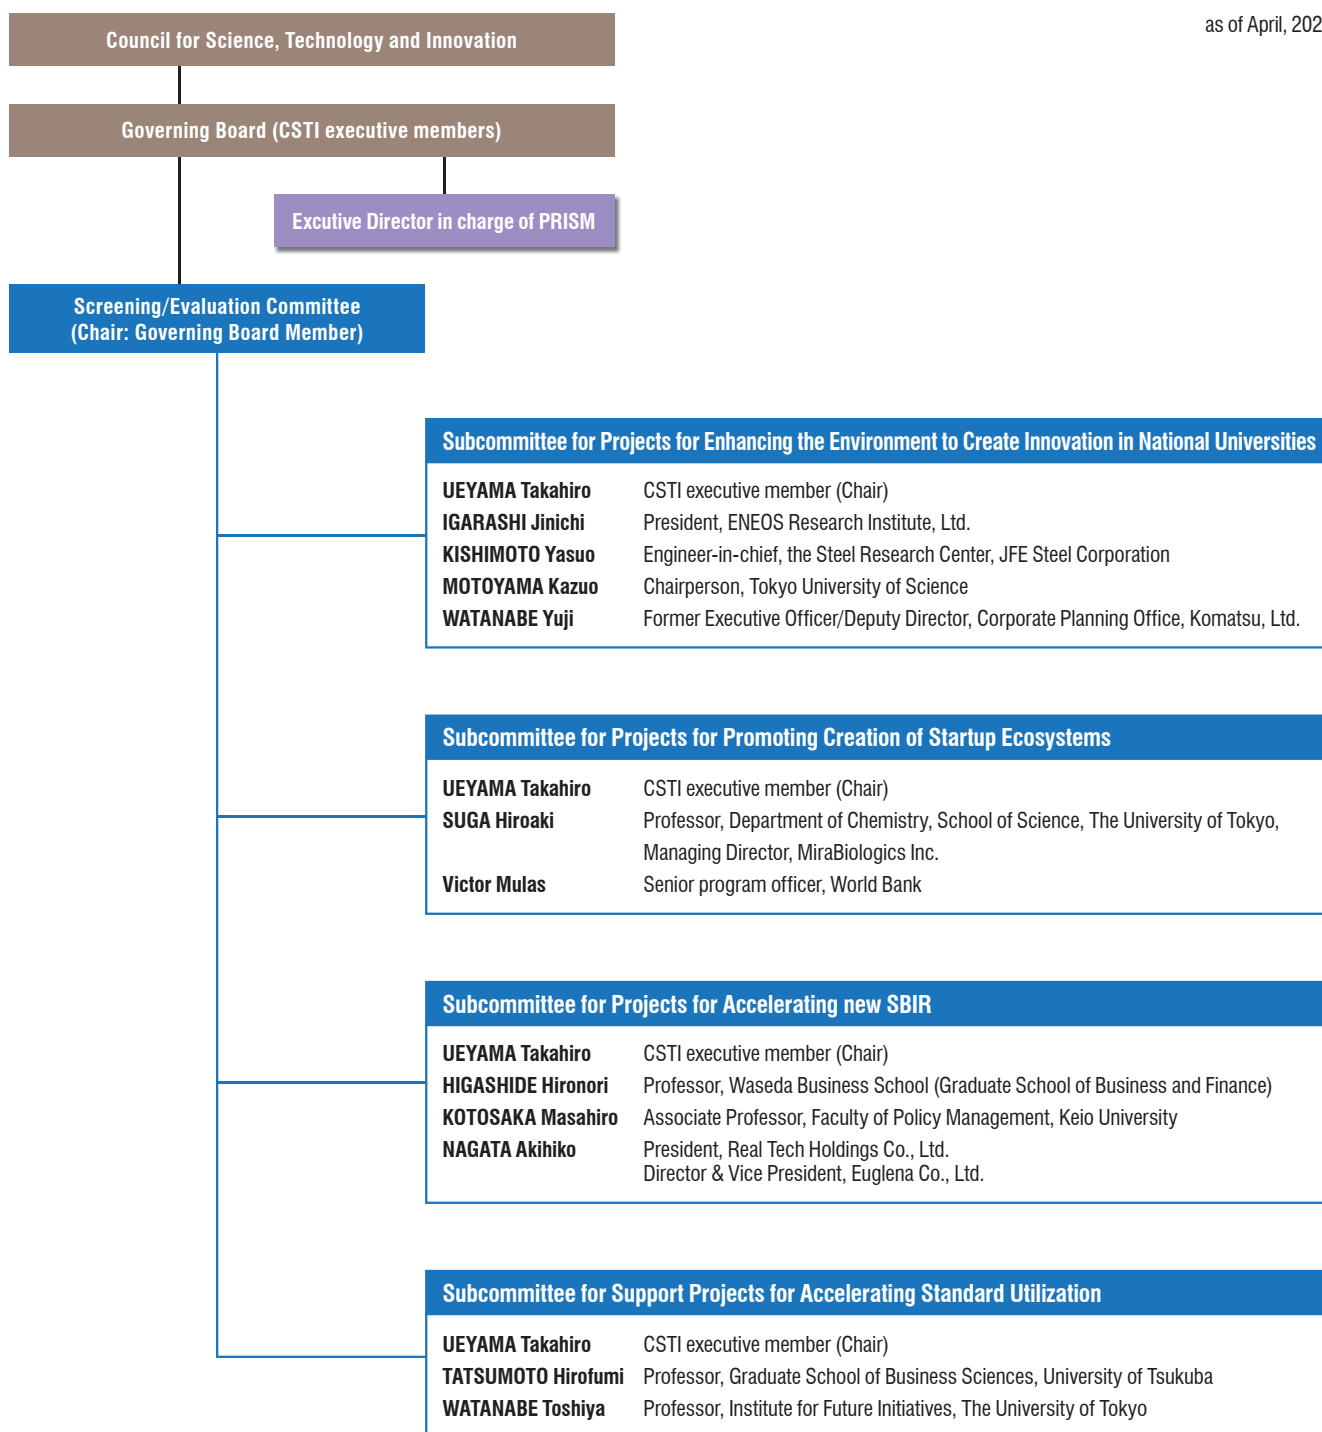 as of April, 202
Council for Science, Technology and Innovation
Governing Board (CSTI executive members)
Excutive Director in charge of PRISM
Screening/Evaluation Committee
(Chair: Governing Board Member)
Subcommittee for Projects for Enhancing the Environment to Create Innovation in National Universities
UEYAMA Takahiro CSTI executive member (Chair)
IGARASHI Jinichi President, ENEOS Research Institute, Ltd.
KISHIMOTO Yasuo Engineer-in-chief, the Steel Research Center, JFE Steel Corporation
MOTOYAMA Kazuo Chairperson, Tokyo University of Science
WATANABE Yuji Former Executive Officer/Deputy Director, Corporate Planning Office, Komatsu, Ltd.
Subcommittee for Projects for Promoting Creation of Startup Ecosystems
UEYAMA Takahiro CSTI executive member (Chair)
SUGA Hiroaki Professor, Department of Chemistry, School of Science, The University of Tokyo,
Managing Director, MiraBiologics Inc.
Victor Mulas Senior program officer, World Bank
Subcommittee for Projects for Accelerating new SBIR
UEYAMA Takahiro CSTI executive member (Chair)
HIGASHIDE Hironori Professor, Waseda Business School (Graduate School of Business and Finance)
KOTOSAKA Masahiro Associate Professor, Faculty of Policy Management, Keio University
NAGATA Akihiko President, Real Tech Holdings Co., Ltd.
Director & Vice President, Euglena Co., Ltd.
Subcommittee for Support Projects for Accelerating Standard Utilization
UEYAMA Takahiro CSTI executive member (Chair)
TATSUMOTO Hirofumi Professor, Graduate School of Business Sciences, University of Tsukuba
WATANABE Toshiya Professor, Institute for Future Initiatives, The University of Tokyo